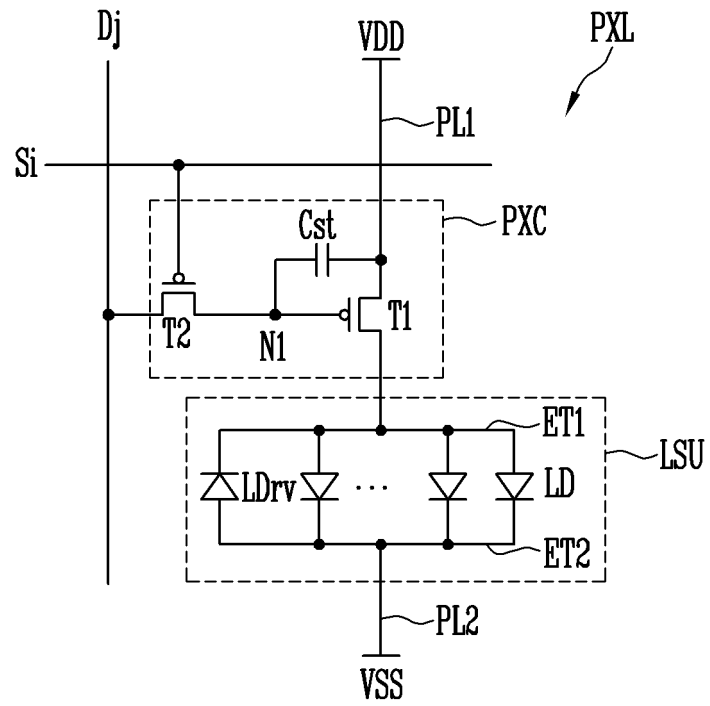 Dj
VDD
PXL
PL1
Si
Cst
PXC
T2
N1
T1
ET1
LSU
LDrv
...
LD
ET2
PL2
VSS